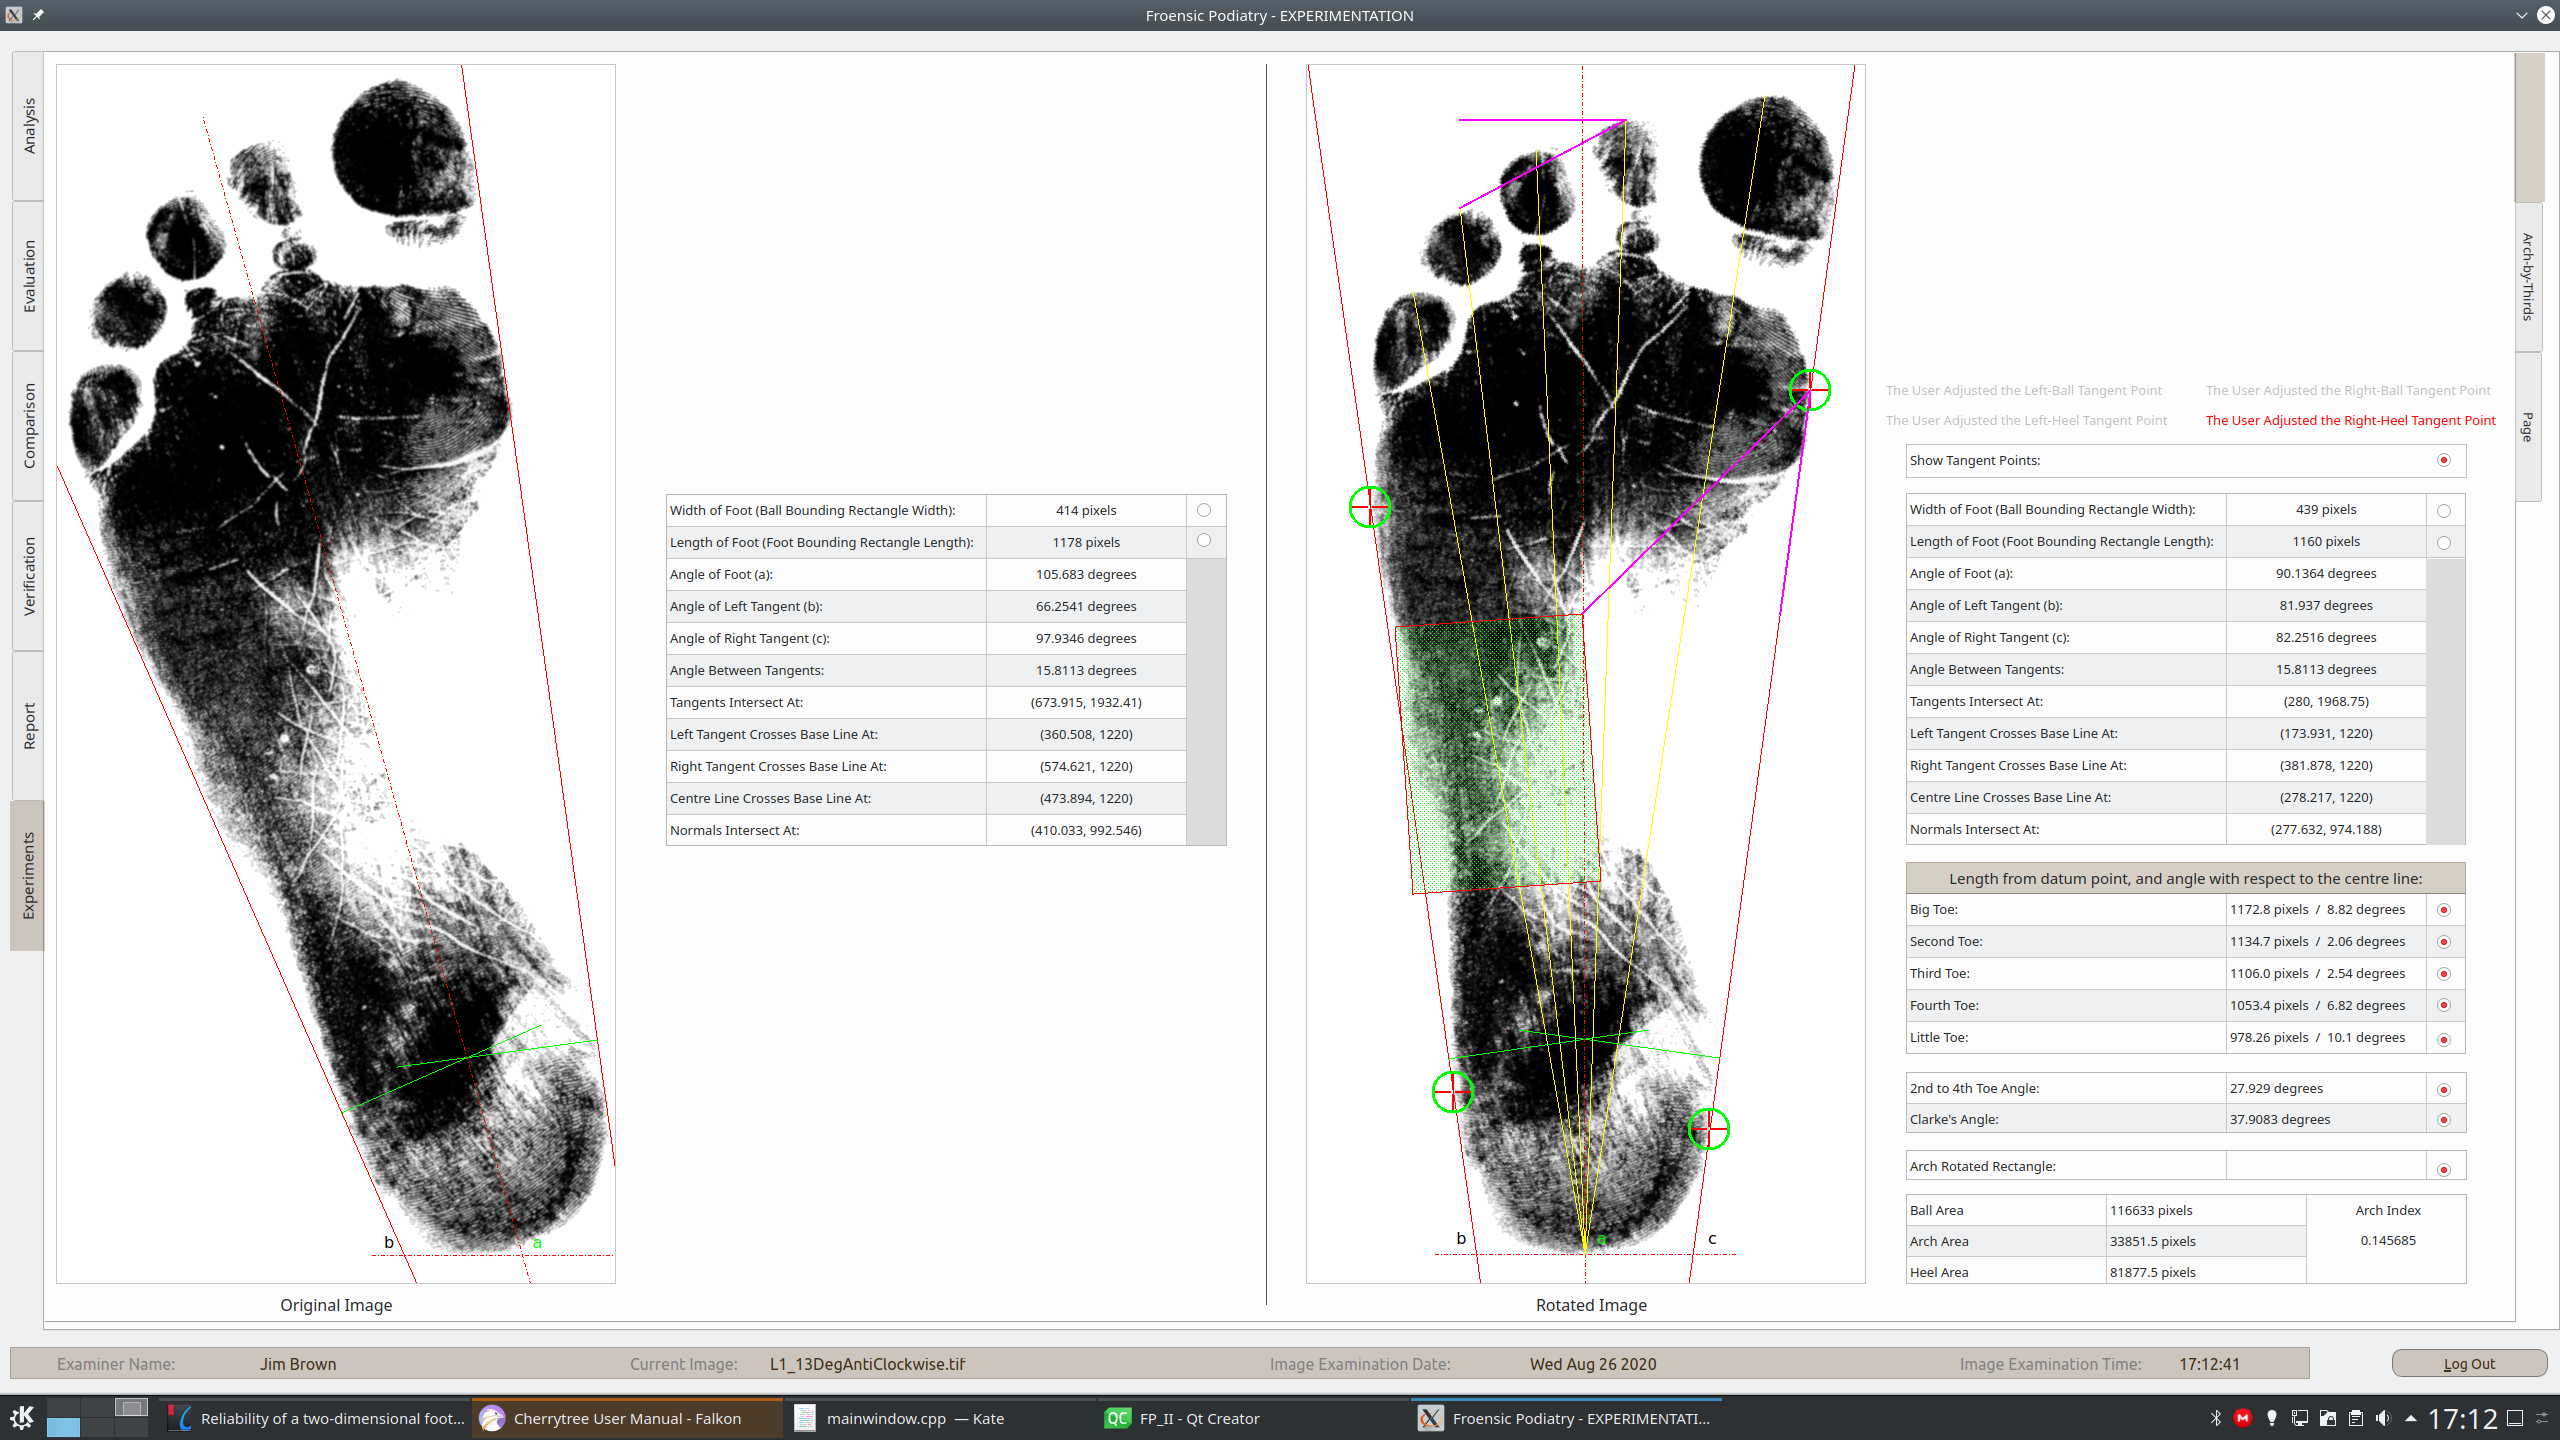 Froensic Podiatry - EXPERIMENTATION
Analysis
Evaluation
Comparison
Verification
Report
Experiments
b
a
Original Image
Width of Foot (Ball Bounding Rectangle Width): 414 pixels
Length of Foot (Foot Bounding Rectangle Length): 1178 pixels
Angle of Foot (a): 105.683 degrees
Angle of Left Tangent (b): 66.2541 degrees
Angle of Right Tangent (c): 97.9346 degrees
Angle Between Tangents: 15.8113 degrees
Tangents Intersect At: (673.915, 1932.41)
Left Tangent Crosses Base Line At: (360.508, 1220)
Right Tangent Crosses Base Line At: (574.621, 1220)
Centre Line Crosses Base Line At: (473.894, 1220)
Normals Intersect At: (410.033, 992.546)
b
a
c
Rotated Image
The User Adjusted the Left-Ball Tangent Point The User Adjusted the Right-Ball Tangent Point
The User Adjusted the Left-Heel Tangent Point The User Adjusted the Right-Heel Tangent Point
Show Tangent Points:
Width of Foot (Ball Bounding Rectangle Width): 439 pixels
Length of Foot (Foot Bounding Rectangle Length): 1160 pixels
Angle of Foot (a): 90.1364 degrees
Angle of Left Tangent (b): 81.937 degrees
Angle of Right Tangent (c): 82.2516 degrees
Angle Between Tangents: 15.8113 degrees
Tangents Intersect At: (280, 1968.75)
Left Tangent Crosses Base Line At: (173.931, 1220)
Right Tangent Crosses Base Line At: (381.878, 1220)
Centre Line Crosses Base Line At: (278.217, 1220)
Normals Intersect At: (277.632, 974.188)
Length from datum point, and angle with respect to the centre line:
Big Toe: 1172.8 pixels / 8.82 degrees
Second Toe: 1134.7 pixels / 2.06 degrees
Third Toe: 1106.0 pixels / 2.54 degrees
Fourth Toe: 1053.4 pixels / 6.82 degrees
Little Toe: 978.26 pixels / 10.1 degrees
2nd to 4th Toe Angle: 27.929 degrees
Clarke's Angle: 37.9083 degrees
Arch Rotated Rectangle:
Ball Area 116633 pixels Arch Index
Arch Area 33851.5 pixels 0.145685
Heel Area 81877.5 pixels
Arch-by-Thirds
Page
Examiner Name: Jim Brown Current Image: L1_13DegAntiClockwise.tif Image Examination Date: Wed Aug 26 2020 Image Examination Time: 17:12:41 Log Out
Reliability of a two-dimensional foot... Cherrytree User Manual - Falkon mainwindow.cpp — Kate QC FP_II - Qt Creator Froensic Podiatry - EXPERIMENTATI... 17:12